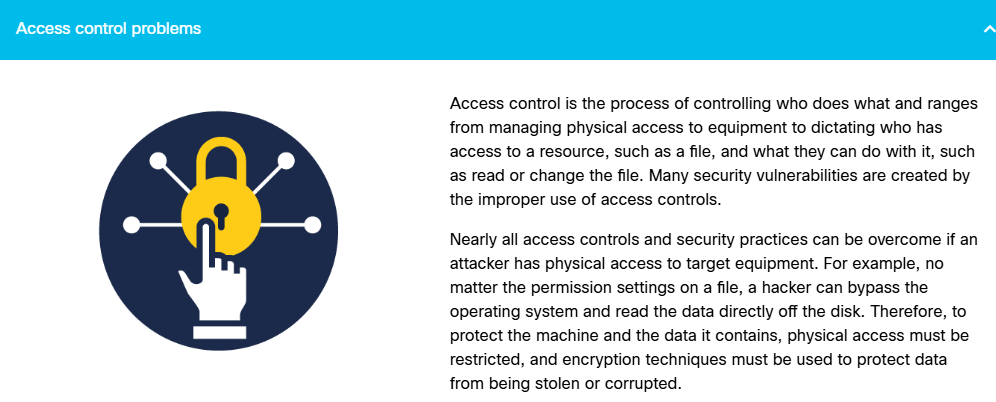 Access control problems
Access control is the process of controlling who does what and ranges
from managing physical access to equipment to dictating who has
access to a resource, such as a file, and what they can do with it, such
as read or change the file. Many security vulnerabilities are created by
the improper use of access controls.
Nearly all access controls and security practices can be overcome if an
attacker has physical access to target equipment. For example, no
matter the permission settings on a file, a hacker can bypass the
operating system and read the data directly off the disk. Therefore, to
protect the machine and the data it contains, physical access must be
restricted, and encryption techniques must be used to protect data
from being stolen or corrupted.